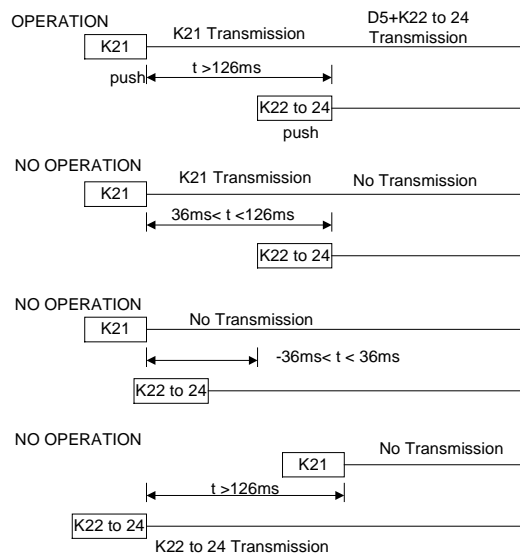 OPERATION
K21 Transmission
D5+K22 to 24
Transmission
K21
push
t >126ms
K22 to 24
push
NO OPERATION
K21 Transmission
No Transmission
K21
36ms< t <126ms
K22 to 24
NO OPERATION
No Transmission
K21
-36ms< t < 36ms
K22 to 24
NO OPERATION
No Transmission
K21
t >126ms
K22 to 24
K22 to 24 Transmission